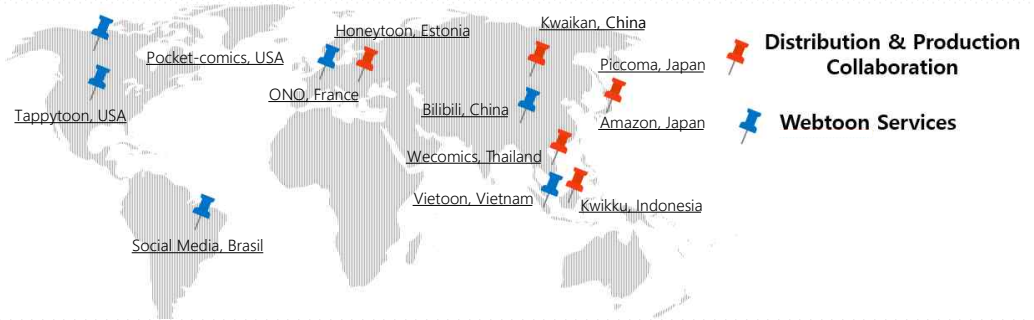 Kwaikan, China
Honeytoon, Estonia
Distribution & Production
Collaboration
Pocket-comics, USA
Piccoma, Japan
ONO, France
Bilibili, China
Tappytoon, USA
Amazon, Japan
Webtoon Services
Wecomics, Thailand
Vietoon, Vietnam
Kwikku, Indonesia
Social Media, Brasil